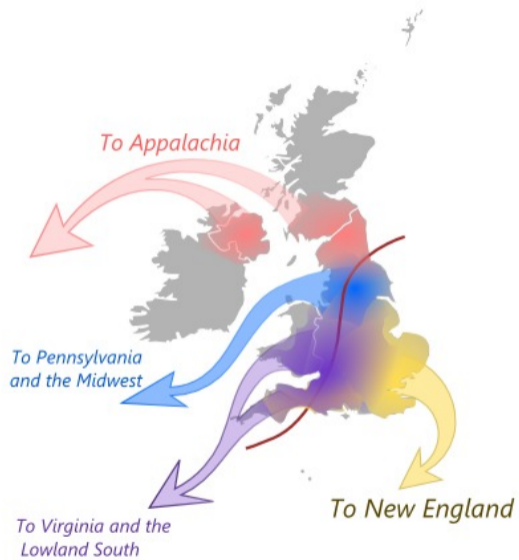 To Appalachia
To Pennsylvania
and the Midwest
To Virginia and the
Lowland South
To New England